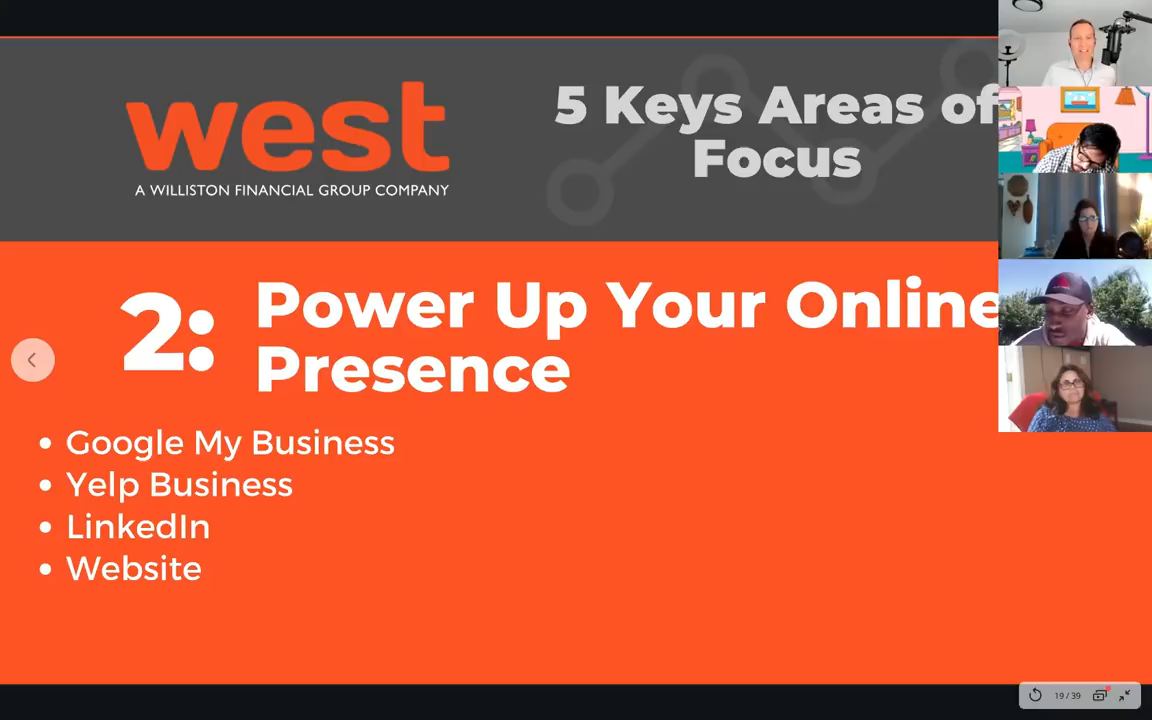 west
A WILLISTON FINANCIAL GROUP COMPANY
5 Keys Areas of
Focus
2:
Power Up Your Online
Presence
• Google My Business
• Yelp Business
• LinkedIn
• Website
19 / 39